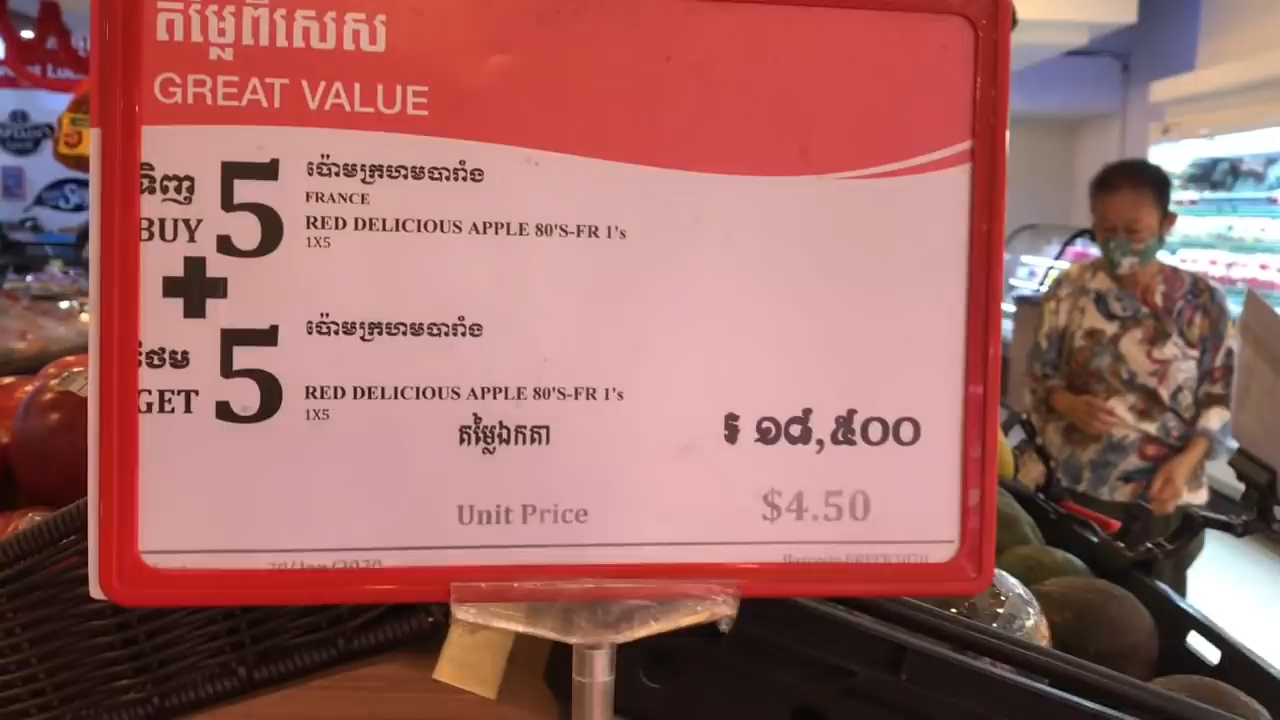 តម្លៃពិសេស
GREAT VALUE
ទិញ
BUY
5
ប៉ោមក្រហមបារាំង
FRANCE
RED DELICIOUS APPLE 80'S-FR 1's
1X5
+
ថែម
GET
5
ប៉ោមក្រហមបារាំង
RED DELICIOUS APPLE 80'S-FR 1's
1X5
តម្លៃឯកតា
៛ ១៨,៥០០
Unit Price
$4.50